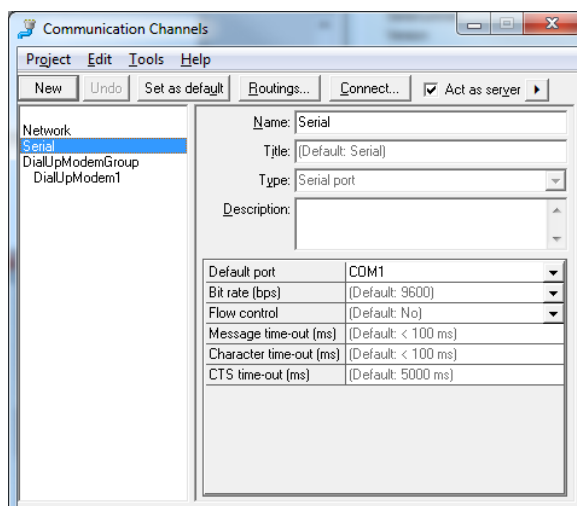 Communication Channels
Project Edit Tools Help
New Undo Set as default Routings... Connect... Act as server
Network
Serial
DialUpModemGroup
DialUpModem1
Name: Serial
Title: (Default: Serial)
Type: Serial port
Description:
Default port COM1
Bit rate (bps) (Default: 9600)
Flow control (Default: No)
Message time-out (ms) (Default: < 100 ms)
Character time-out (ms) (Default: < 100 ms)
CTS time-out (ms) (Default: 5000 ms)